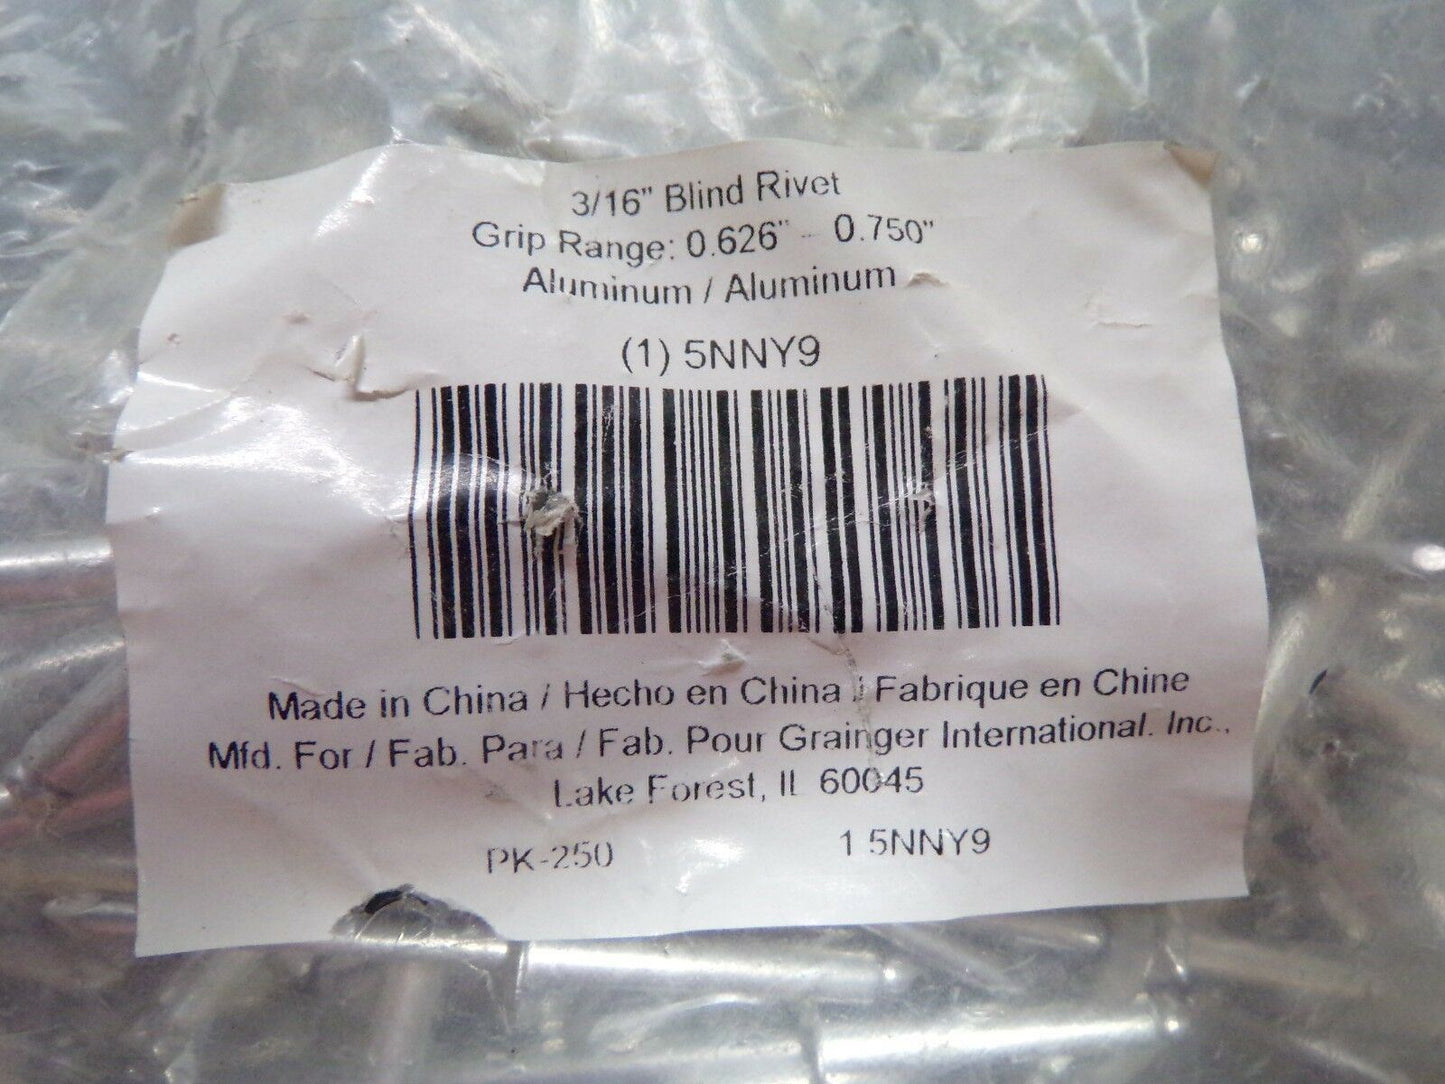 3/16" Blind Rivet
Grip Range: 0.626" - 0.750"
Aluminum / Aluminum
(1) 5NNY9
Made in China / Hecho en China / Fabrique en Chine
Mfd. For / Fab. Para / Fab. Pour Grainger International. Inc.,
Lake Forest, IL 60045
PK-250 1 5NNY9